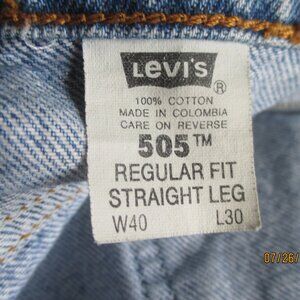 LEVI'S ®
100% COTTON
MADE IN COLOMBIA
CARE ON REVERSE
505™
REGULAR FIT
STRAIGHT LEG
W40 L30